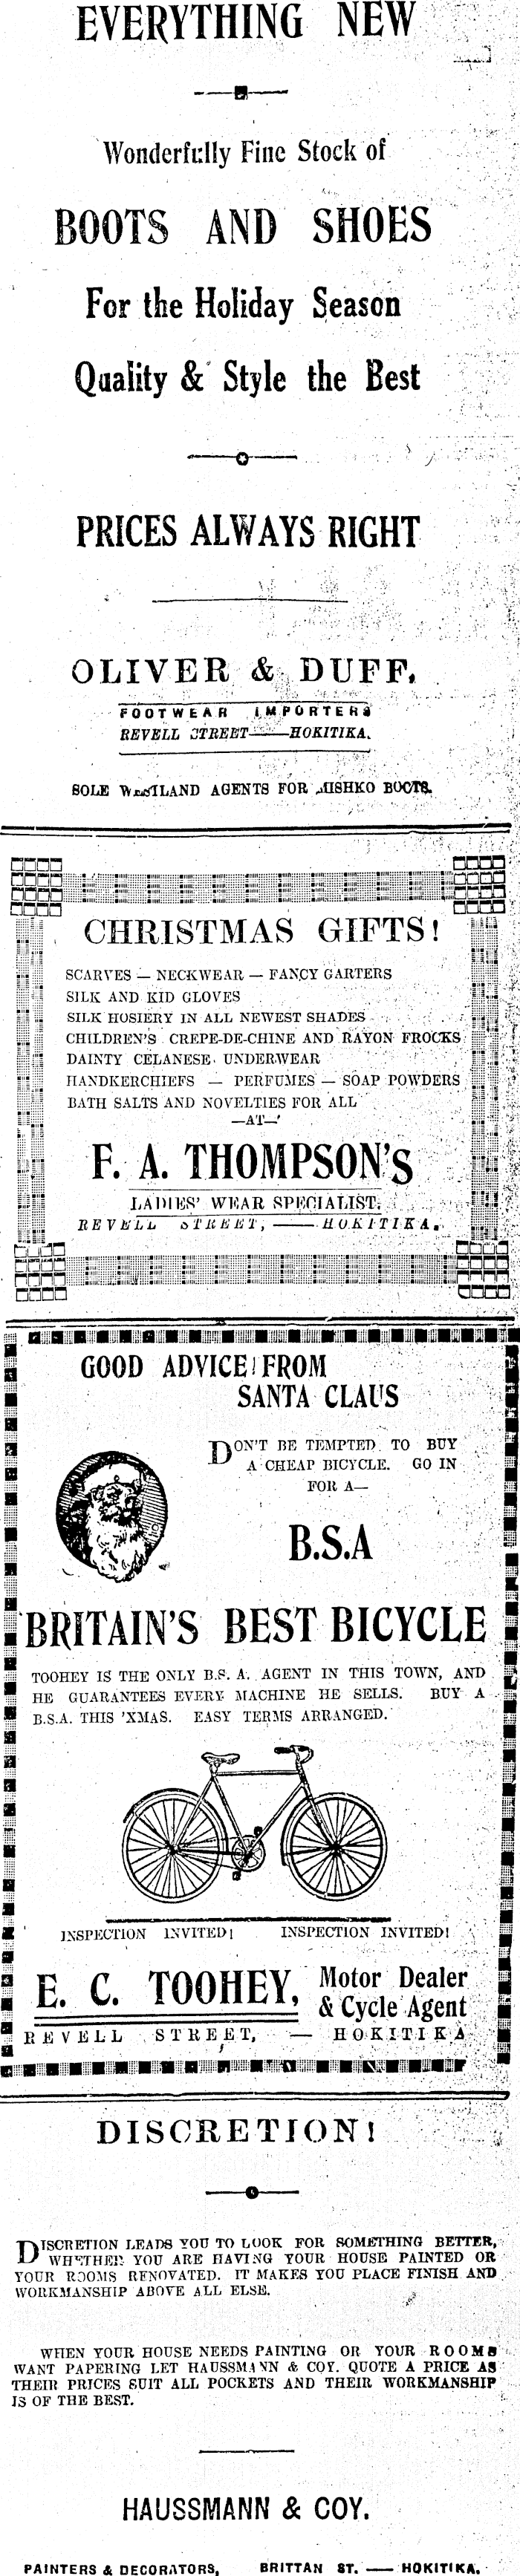 EVERYTHING NEW
Wonderfully Fine Stock of
BOOTS AND SHOES
For the Holiday Season
Quality & Style the Best
PRICES ALWAYS RIGHT
OLIVER & DUFF,
FOOTWEAR IMPORTERS
REVELL STREET——HOKITIKA.
SOLE WESTLAND AGENTS FOR BOOTS.
CHRISTMAS GIFTS!
SCARVES — NECKWEAR — FANCY GARTERS
SILK AND KID GLOVES
SILK HOSIERY IN ALL NEWEST SHADES
CHILDREN'S CREPE-DE-CHINE AND RAYON FROCKS
DAINTY CELANESE UNDERWEAR
HANDKERCHIEFS — PERFUMES — SOAP POWDERS
BATH SALTS AND NOVELTIES FOR ALL
—AT—
F. A. THOMPSON'S
LADIES' WEAR SPECIALIST,
REVELL STREET, —— HOKITIKA.
GOOD ADVICE FROM
SANTA CLAUS
DON'T BE TEMPTED TO BUY
A CHEAP BICYCLE. GO IN
FOR A—
B.S.A
BRITAIN'S BEST BICYCLE
TOOHEY IS THE ONLY B.S.A. AGENT IN THIS TOWN, AND
HE GUARANTEES EVERY MACHINE HE SELLS. BUY A
B.S.A. THIS 'XMAS. EASY TERMS ARRANGED.
INSPECTION INVITED! INSPECTION INVITED!
E. C. TOOHEY, Motor Dealer
& Cycle Agent
REVELL STREET, — HOKITIKA
DISCRETION!
DISCRETION LEADS YOU TO LOOK FOR SOMETHING BETTER,
WHETHER YOU ARE HAVING YOUR HOUSE PAINTED OR
YOUR ROOMS RENOVATED. IT MAKES YOU PLACE FINISH AND
WORKMANSHIP ABOVE ALL ELSE.
WHEN YOUR HOUSE NEEDS PAINTING OR YOUR ROOMS
WANT PAPERING LET HAUSSMANN & COY. QUOTE A PRICE AS
THEIR PRICES SUIT ALL POCKETS AND THEIR WORKMANSHIP
IS OF THE BEST.
HAUSSMANN & COY.
PAINTERS & DECORATORS, BRITTAN ST. —— HOKITIKA.